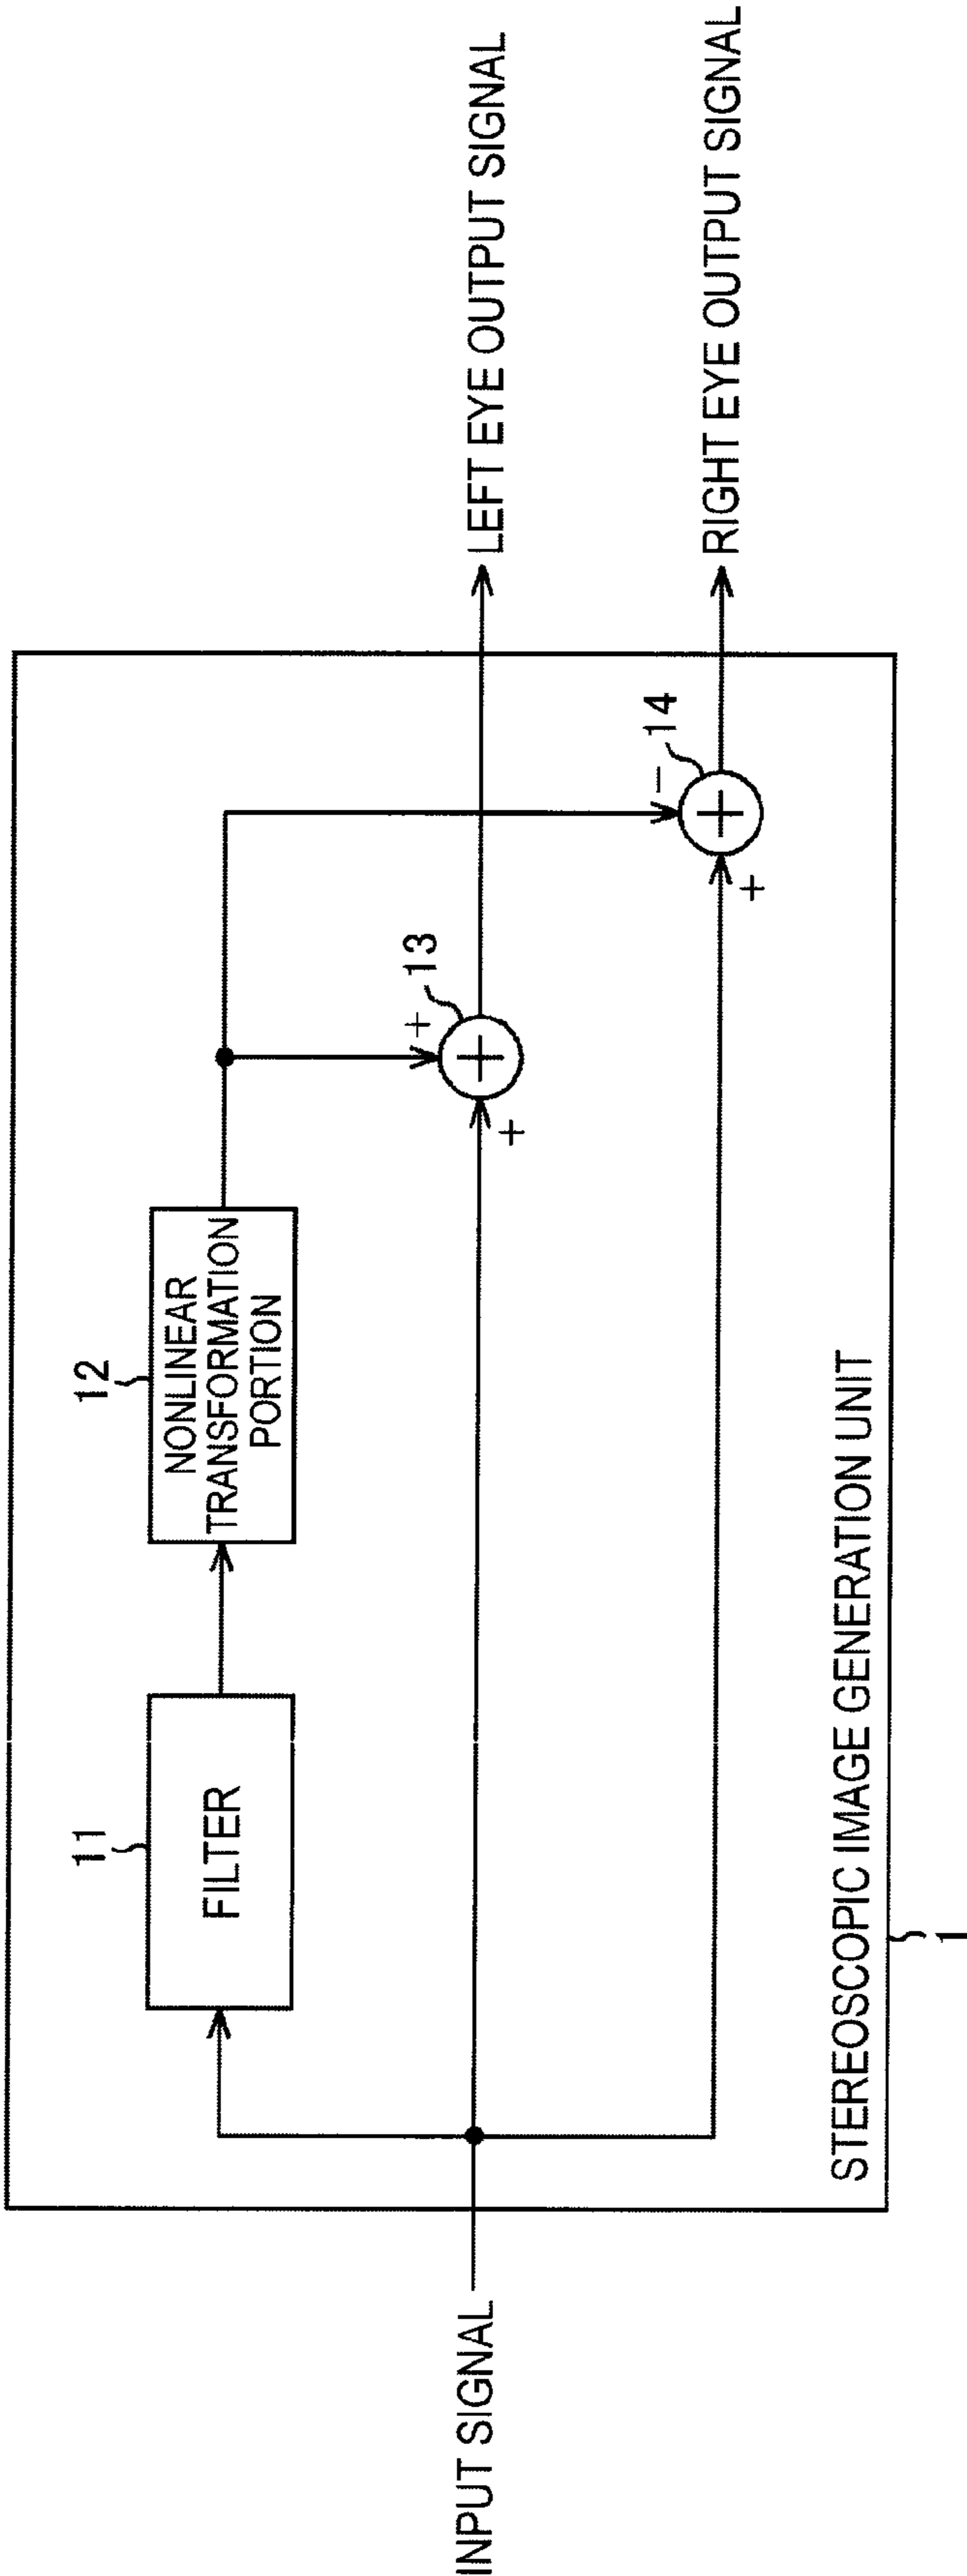 INPUT SIGNAL
11
FILTER
12
NONLINEAR
TRANSFORMATION
PORTION
+
+
13
-
+
14
LEFT EYE OUTPUT SIGNAL
RIGHT EYE OUTPUT SIGNAL
STEREOSCOPIC IMAGE GENERATION UNIT
1